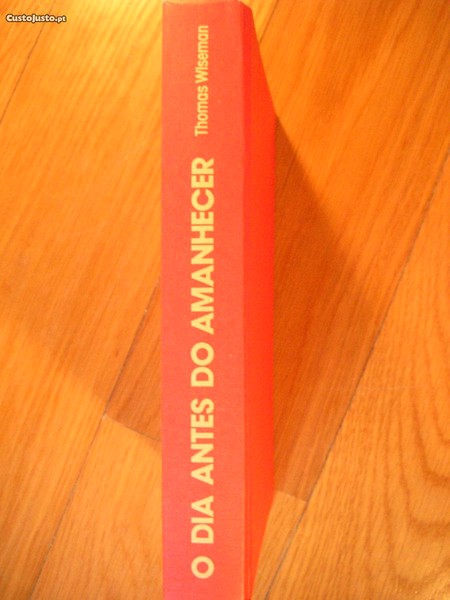 CustoJusto.pt
O DIA ANTES DO AMANHECER Thomas Wiseman